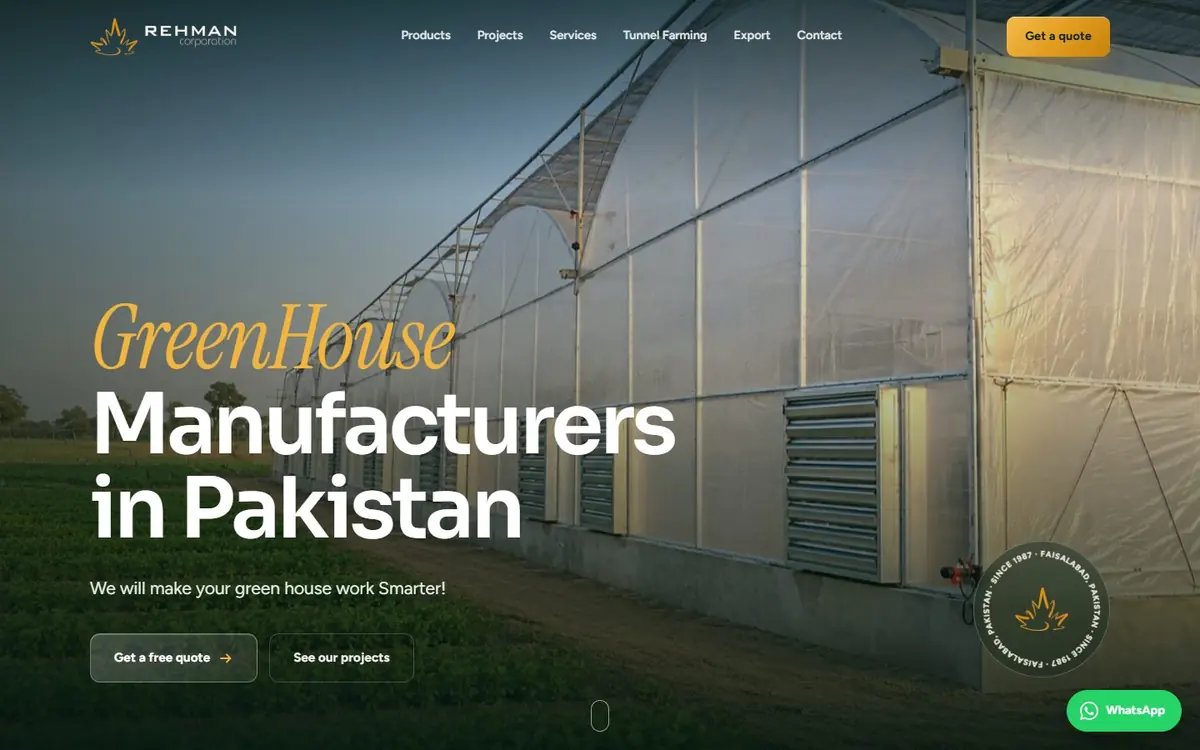 REHMAN
corporation
Products
Projects
Services
Tunnel Farming
Export
Contact
Get a quote
GreenHouse
Manufacturers
in Pakistan
We will make your green house work Smarter!
Get a free quote →
See our projects
FAISALABAD, PAKISTAN · SINCE 1987 · FAISALABAD, PAKISTAN · SINCE 1987 ·
WhatsApp